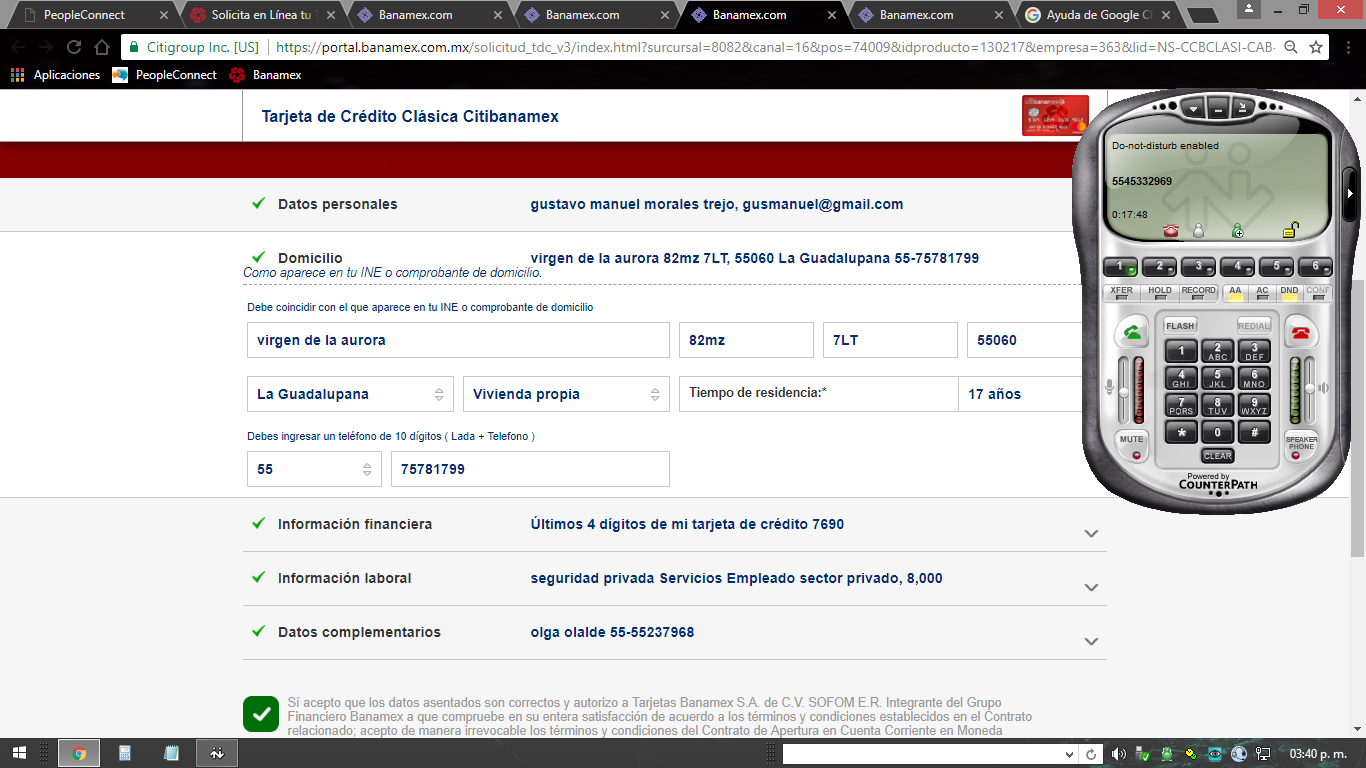 PeopleConnect
Solicita en Línea tu
Banamex.com
Banamex.com
Banamex.com
Banamex.com
Ayuda de Google
Citigroup Inc. [US] https://portal.banamex.com.mx/solicitud_tdc_v3/index.html?surcursal=8082&canal=16&pos=74009&idproducto=130217&empresa=363&lid=NS-CCBCLASI-CAB-
Aplicaciones PeopleConnect Banamex
Tarjeta de Crédito Clásica Citibanamex
citibanamex
Datos personales gustavo manuel morales trejo, gusmanuel@gmail.com
Domicilio virgen de la aurora 82mz 7LT, 55060 La Guadalupana 55-75781799
Como aparece en tu INE o comprobante de domicilio.
Debe coincidir con el que aparece en tu INE o comprobante de domicilio
virgen de la aurora 82mz 7LT 55060
La Guadalupana Vivienda propia Tiempo de residencia:* 17 años
Debes ingresar un teléfono de 10 dígitos ( Lada + Telefono )
55 75781799
Información financiera Últimos 4 dígitos de mi tarjeta de crédito 7690
Información laboral seguridad privada Servicios Empleado sector privado, 8,000
Datos complementarios olga olalde 55-55237968
Sí acepto que los datos asentados son correctos y autorizo a Tarjetas Banamex S.A. de C.V. SOFOM E.R. Integrante del Grupo
Financiero Banamex a que compruebe en su entera satisfacción de acuerdo a los términos y condiciones establecidos en el Contrato
relacionado; acepto de manera irrevocable los términos y condiciones del Contrato de Apertura en Cuenta Corriente en Moneda
Do-not-disturb enabled
5545332969
0:17:48
1 2 3 4 5 6
XFER HOLD RECORD AA AC DND CONF
FLASH REDIAL
1 2 ABC 3 DEF
4 GHI 5 JKL 6 MNO
7 PQRS 8 TUV 9 WXYZ
* 0 #
MUTE CLEAR SPEAKER PHONE
Powered by
COUNTERPATH
03:40 p. m.